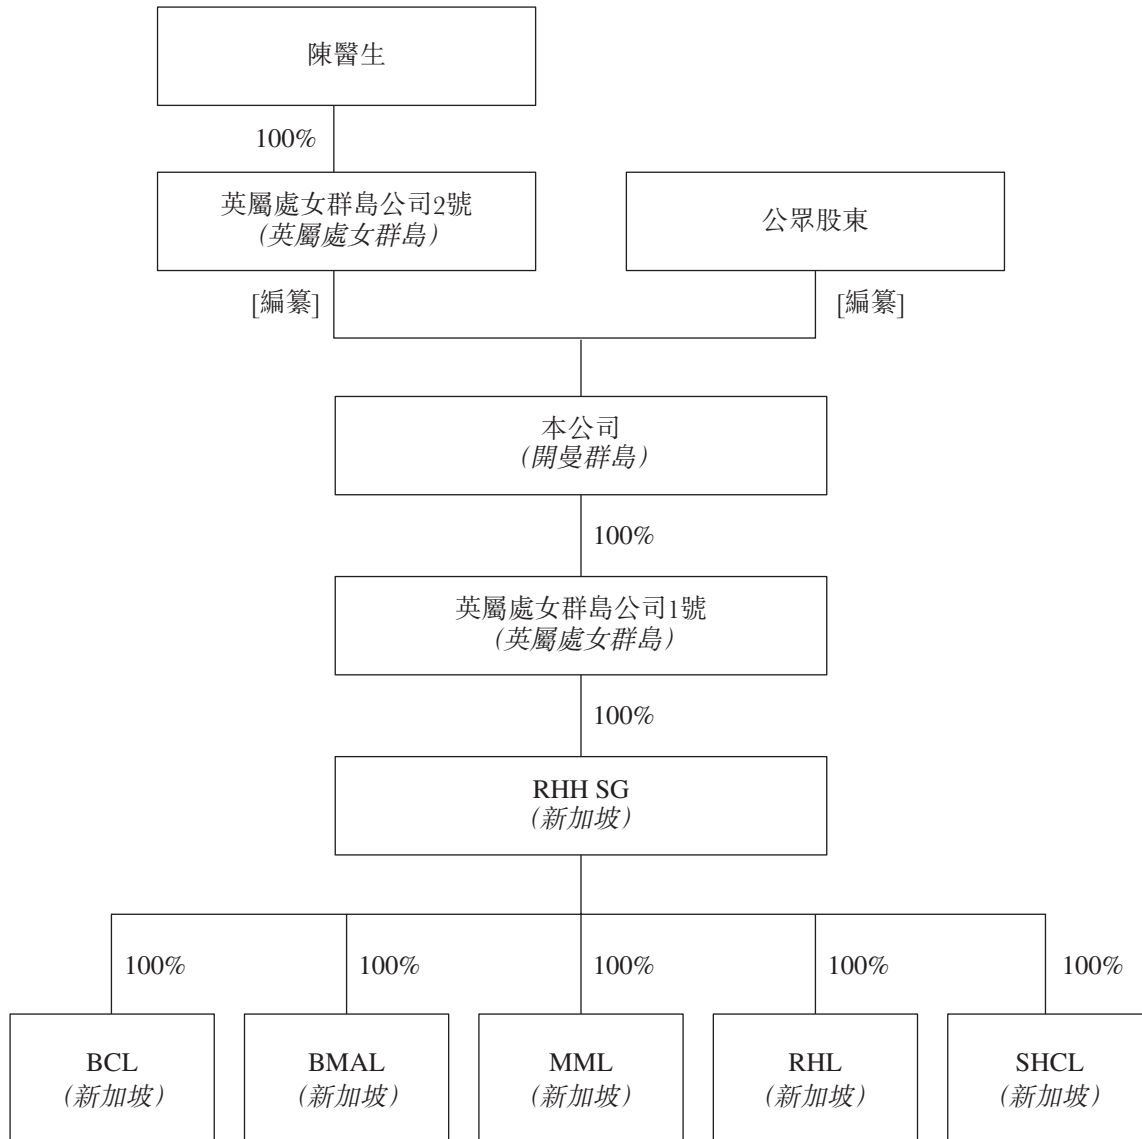 陳醫生
100%
英屬處女群島公司2號
(英屬處女群島)
公眾股東
[編纂]
[編纂]
本公司
(開曼群島)
100%
英屬處女群島公司1號
(英屬處女群島)
100%
RHH SG
(新加坡)
100%
100%
100%
100%
100%
BCL
(新加坡)
BMAL
(新加坡)
MML
(新加坡)
RHL
(新加坡)
SHCL
(新加坡)